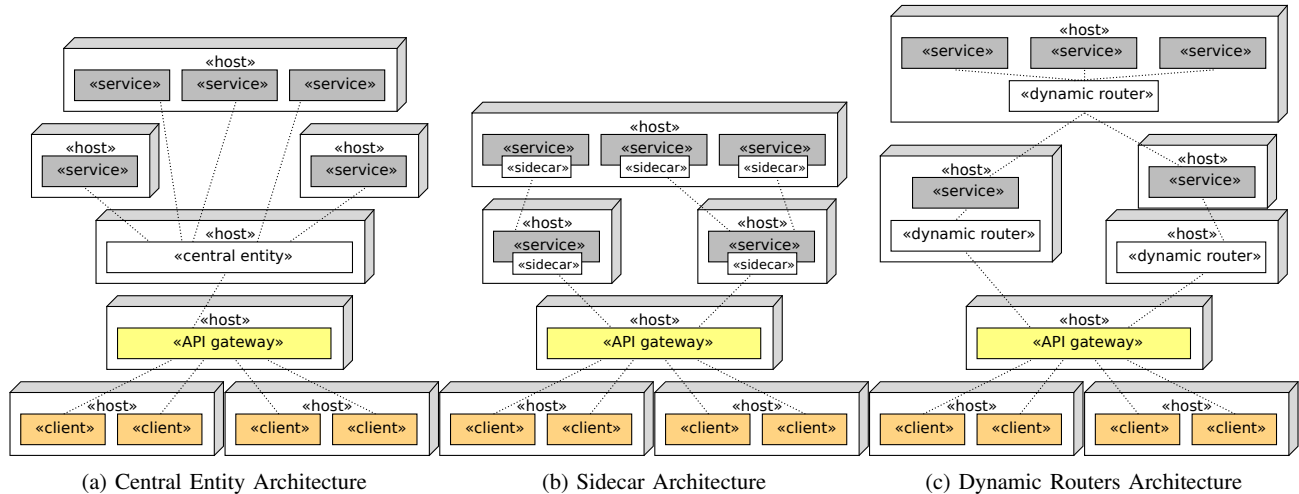 «host»
«service» «service» «service»
«host» «host»
«service» «service»
«host»
«central entity»
«host»
«API gateway»
«host» «host»
«client» «client» «client» «client»
(a) Central Entity Architecture
«host»
«service» «service» «service»
«sidecar» «sidecar» «sidecar»
«host» «host»
«service» «service»
«sidecar» «sidecar»
«host»
«API gateway»
«host» «host»
«client» «client» «client» «client»
(b) Sidecar Architecture
«host»
«service» «service» «service»
«dynamic router»
«host» «host»
«service» «service»
«dynamic router» «host»
«dynamic router»
«host»
«API gateway»
«host» «host»
«client» «client» «client» «client»
(c) Dynamic Routers Architecture